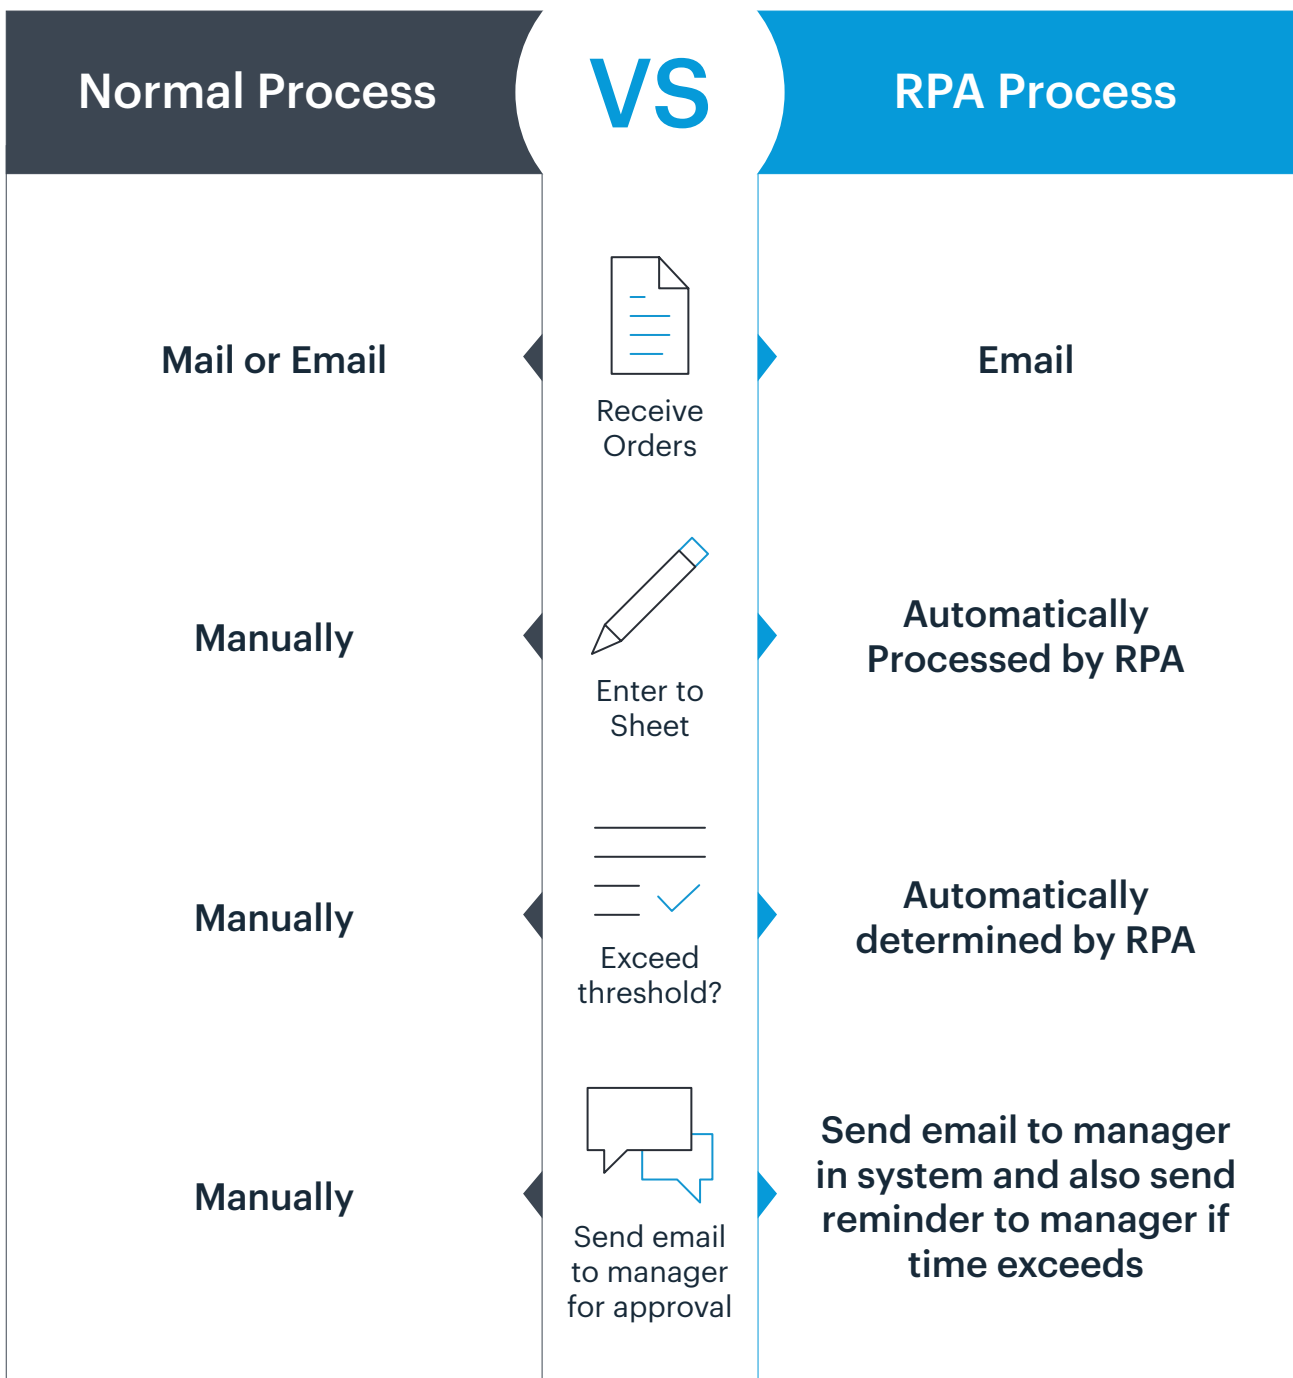 Normal Process
VS
RPA Process
Mail or Email
Receive
Orders
Email
Manually
Enter to
Sheet
Automatically
Processed by RPA
Manually
Exceed
threshold?
Automatically
determined by RPA
Manually
Send email
to manager
for approval
Send email to manager
in system and also send
reminder to manager if
time exceeds